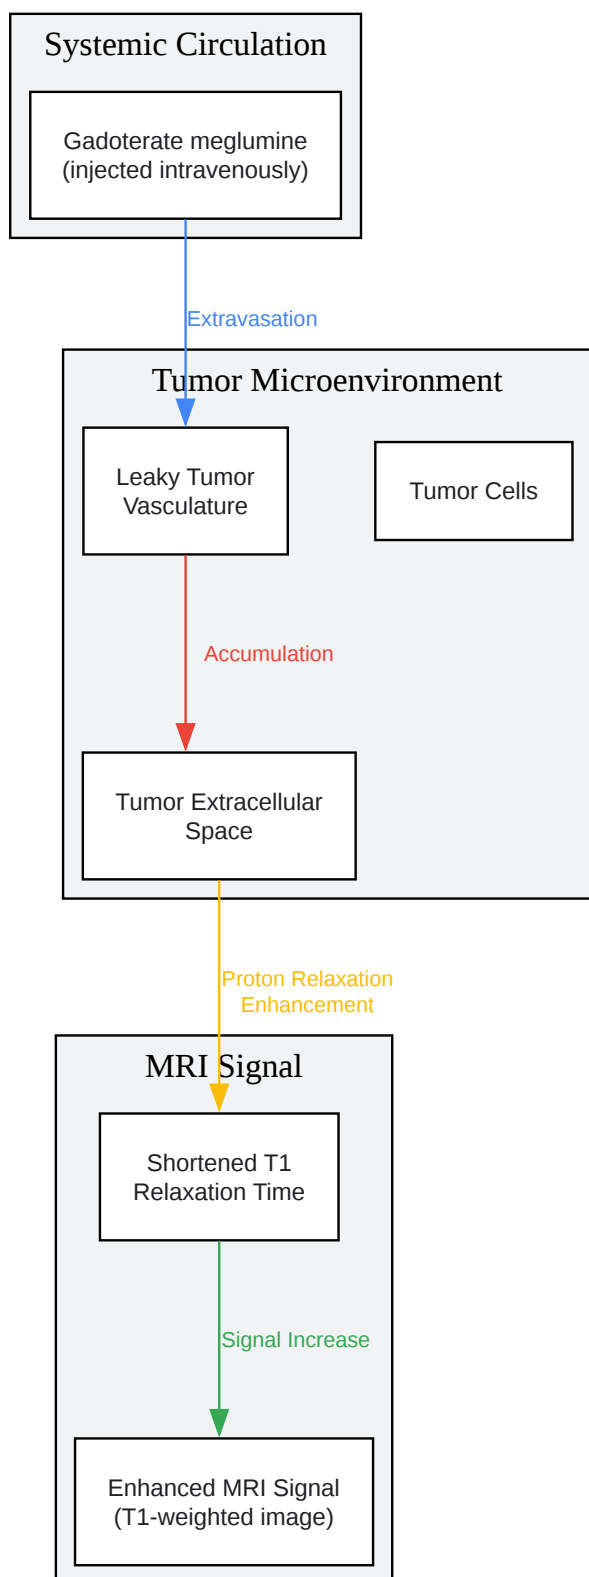 Systemic Circulation
Gadoterate meglumine
(injected intravenously)
Extravasation
Tumor Microenvironment
Leaky Tumor
Vasculature
Tumor Cells
Accumulation
Tumor Extracellular
Space
Proton Relaxation
Enhancement
MRI Signal
Shortened T1
Relaxation Time
Signal Increase
Enhanced MRI Signal
(T1-weighted image)